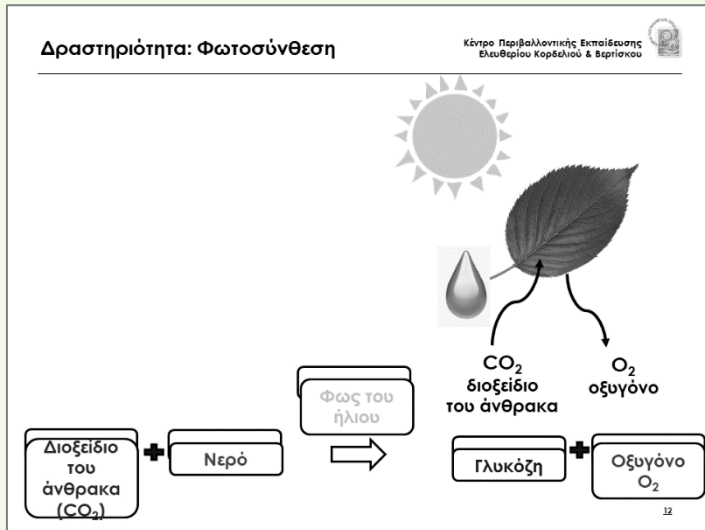 Δραστηριότητα: Φωτοσύνθεση
Κέντρο Περιβαλλοντικής Εκπαίδευσης
Ελευθερίου Κορδελιού & Βερτίσκου
CO₂
διοξείδιο
του άνθρακα
O₂
οξυγόνο
Φως του
ήλιου
Διοξείδιο
του
άνθρακα
(CO₂)
Νερό
Γλυκόζη
Οξυγόνο
O₂
12